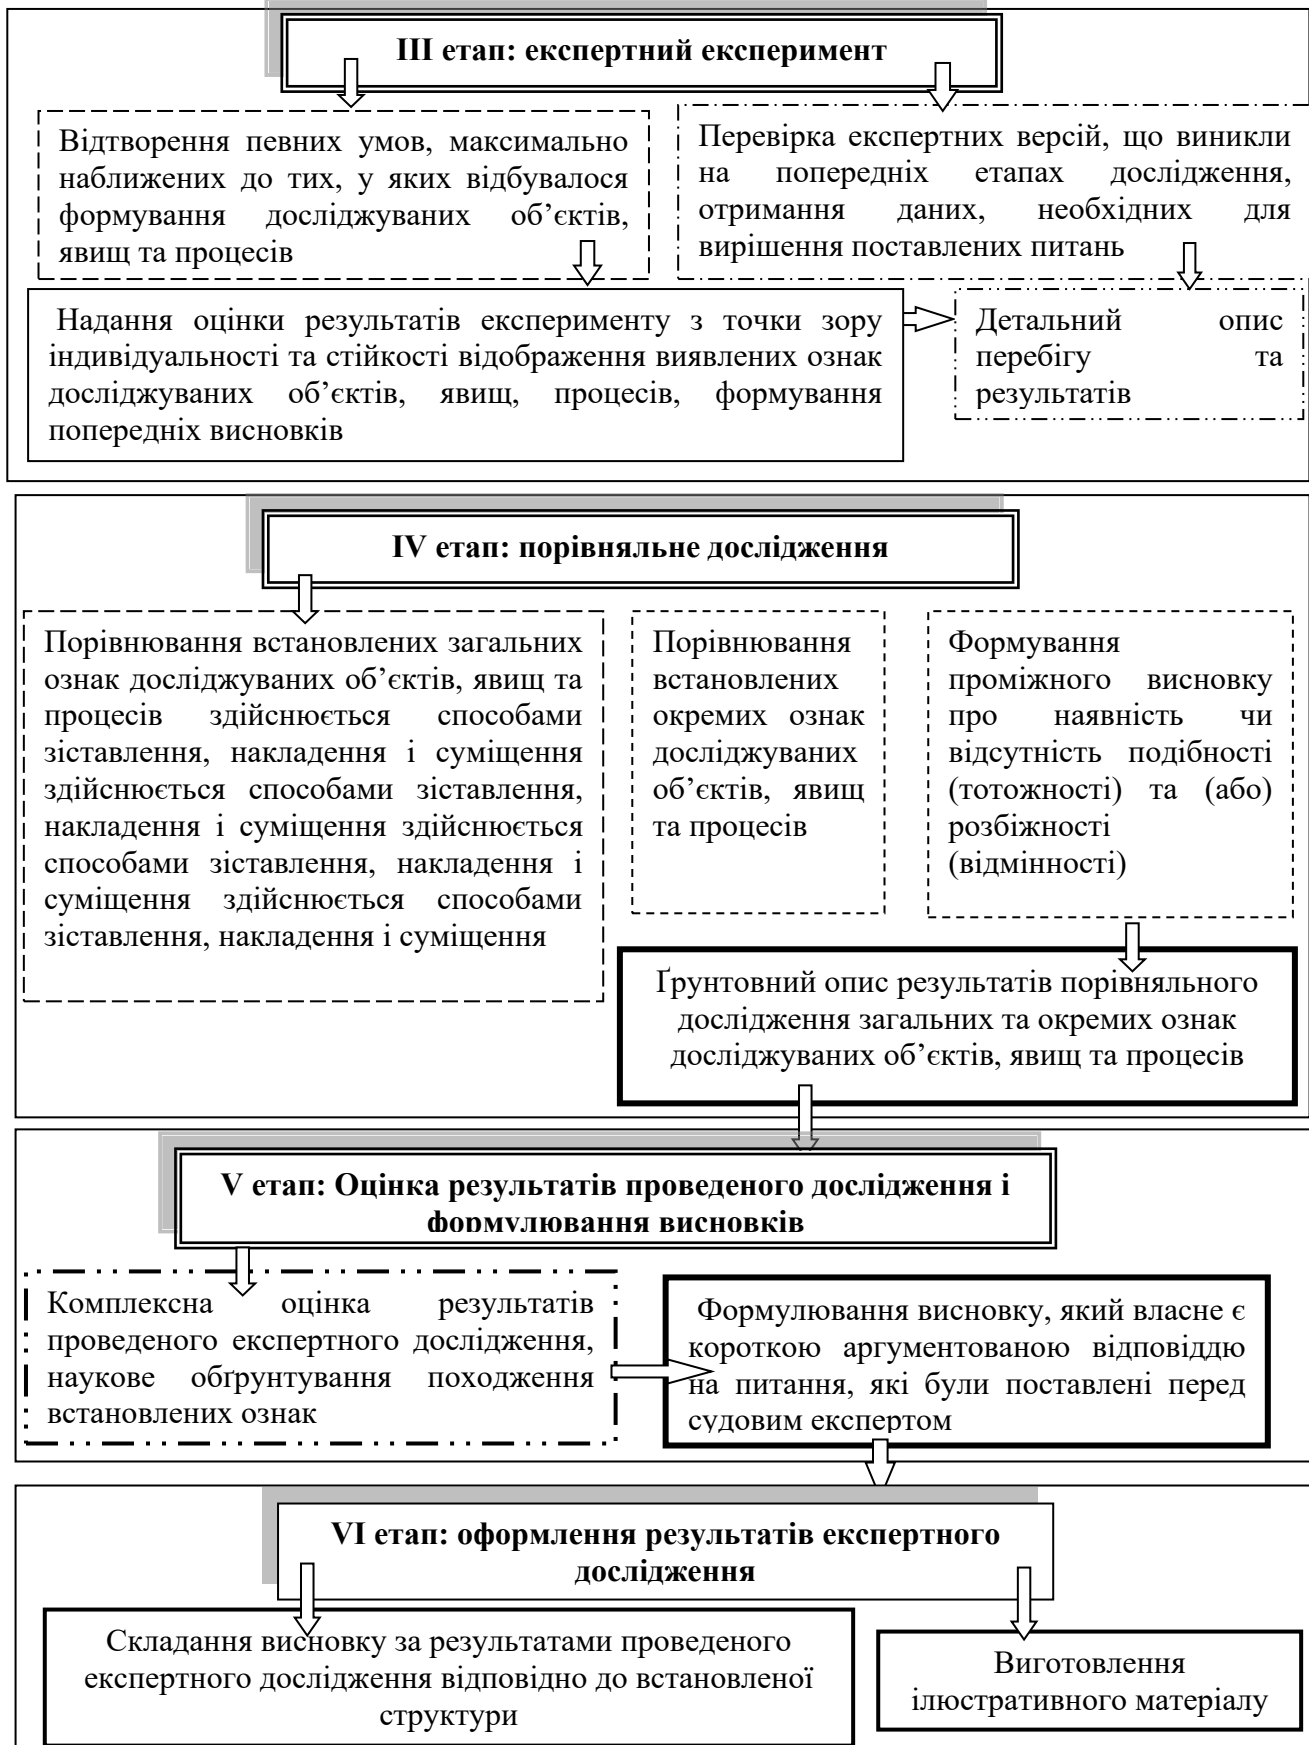 III етап: експертний експеримент
Відтворення певних умов, максимально
наближених до тих, у яких відбувалося
формування досліджуваних об’єктів,
явищ та процесів
Перевірка експертних версій, що виникли
на попередніх етапах дослідження,
отримання даних, необхідних для
вирішення поставлених питань
Надання оцінки результатів експерименту з точки зору
індивідуальності та стійкості відображення виявлених ознак
досліджуваних об’єктів, явищ, процесів, формування
попередніх висновків
Детальний опис
перебігу та
результатів
IV етап: порівняльне дослідження
Порівнювання встановлених загальних
ознак досліджуваних об’єктів, явищ та
процесів здійснюється способами
зіставлення, накладення і суміщення
здійснюється способами зіставлення,
накладення і суміщення здійснюється
способами зіставлення, накладення і
суміщення здійснюється способами
зіставлення, накладення і суміщення
Порівнювання
встановлених
окремих ознак
досліджуваних
об’єктів, явищ
та процесів
Формування
проміжного висновку
про наявність чи
відсутність подібності
(тотожності) та (або)
розбіжності
(відмінності)
Ґрунтовний опис результатів порівняльного
дослідження загальних та окремих ознак
досліджуваних об’єктів, явищ та процесів
V етап: Оцінка результатів проведеного дослідження і
формулювання висновків
Комплексна оцінка результатів
проведеного експертного дослідження,
наукове обґрунтування походження
встановлених ознак
Формулювання висновку, який власне є
короткою аргументованою відповіддю
на питання, які були поставлені перед
судовим експертом
VI етап: оформлення результатів експертного
дослідження
Складання висновку за результатами проведеного
експертного дослідження відповідно до встановленої
структури
Виготовлення
ілюстративного матеріалу